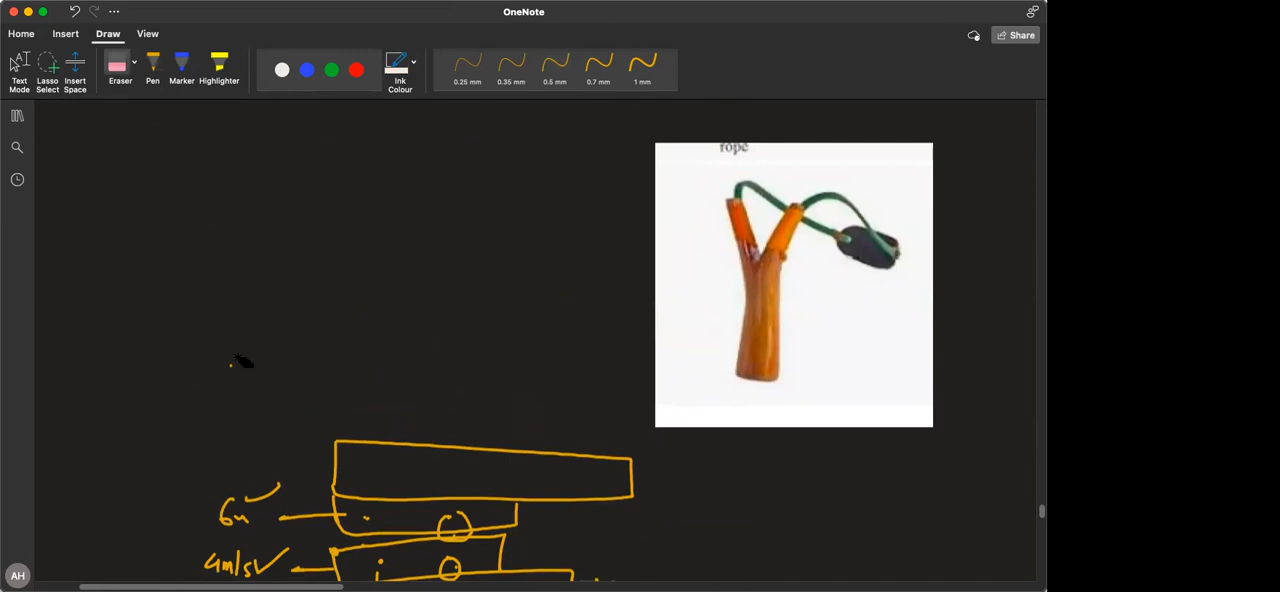 OneNote
Home Insert Draw View
Share
Text Mode
Lasso Select
Insert Space
Eraser
Pen
Marker
Highlighter
Ink Colour
0.25 mm 0.35 mm 0.5 mm 0.7 mm 1 mm
rope
4m/s
AH